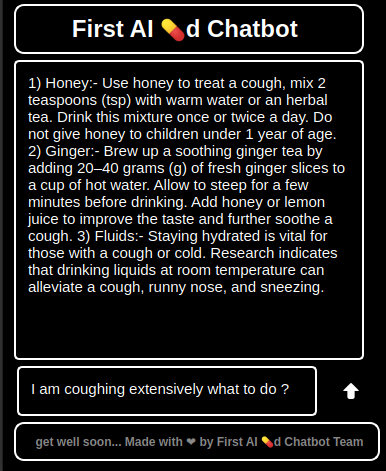 First AI 💊d Chatbot
1) Honey:- Use honey to treat a cough, mix 2
teaspoons (tsp) with warm water or an herbal
tea. Drink this mixture once or twice a day. Do
not give honey to children under 1 year of age.
2) Ginger:- Brew up a soothing ginger tea by
adding 20–40 grams (g) of fresh ginger slices to
a cup of hot water. Allow to steep for a few
minutes before drinking. Add honey or lemon
juice to improve the taste and further soothe a
cough. 3) Fluids:- Staying hydrated is vital for
those with a cough or cold. Research indicates
that drinking liquids at room temperature can
alleviate a cough, runny nose, and sneezing.
I am coughing extensively what to do ?
get well soon... Made with ❤ by First AI 💊d Chatbot Team